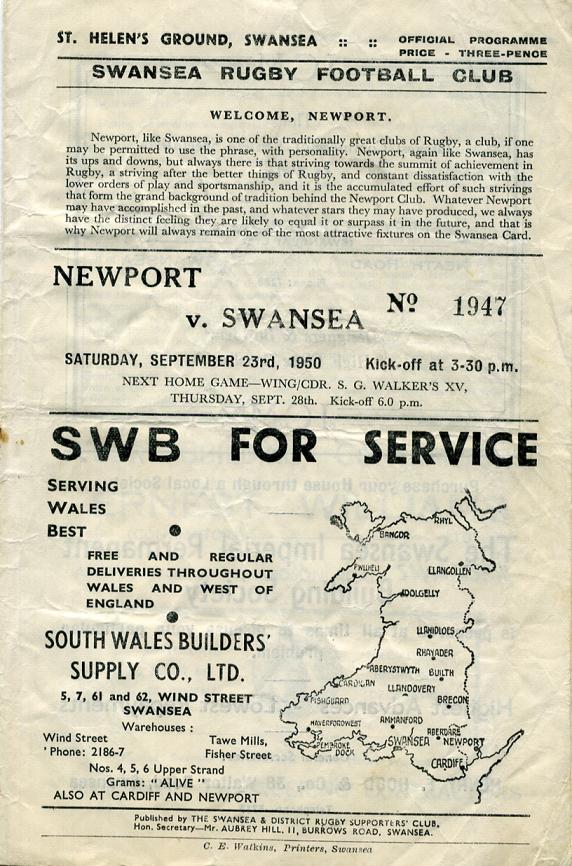 ST. HELEN'S GROUND, SWANSEA :: :: OFFICIAL PROGRAMME
PRICE - THREE-PENCE
SWANSEA RUGBY FOOTBALL CLUB
WELCOME, NEWPORT.
Newport, like Swansea, is one of the traditionally great clubs of Rugby, a club, if one
may be permitted to use the phrase, with personality. Newport, again like Swansea, has
its ups and downs, but always there is that striving towards the summit of achievement in
Rugby, a striving after the better things of Rugby, and constant dissatisfaction with the
lower orders of play and sportsmanship, and it is the accumulated effort of such strivings
that form the grand background of tradition behind the Newport Club. Whatever Newport
may have accomplished in the past, and whatever stars they may have produced, we always
have the distinct feeling they are likely to equal it or surpass it in the future, and that is
why Newport will always remain one of the most attractive fixtures on the Swansea Card.
NEWPORT
v. SWANSEA
Nº 1947
SATURDAY, SEPTEMBER 23rd, 1950 Kick-off at 3-30 p.m.
NEXT HOME GAME—WING/CDR. S. G. WALKER'S XV,
THURSDAY, SEPT. 28th. Kick-off 6.0 p.m.
SWB FOR SERVICE
SERVING
WALES
BEST
FREE AND REGULAR
DELIVERIES THROUGHOUT
WALES AND WEST OF
ENGLAND
SOUTH WALES BUILDERS'
SUPPLY CO., LTD.
5, 7, 61 and 62, WIND STREET
SWANSEA
Warehouses :
Wind Street Tawe Mills,
'Phone: 2186-7 Fisher Street
Nos. 4, 5, 6 Upper Strand
Grams: "ALIVE"
ALSO AT CARDIFF AND NEWPORT
RHYL
BANGOR
PWLLHELI
LLANGOLLEN
DOLGELLY
LLANIDLOES
RHAYADER
ABERYSTWYTH
BUILTH
CARDIGAN
LLANDOVERY
FISHGUARD
BRECON
HAVERFORDWEST
AMMANFORD
ABERDARE
PEMBROKE
DOCK
SWANSEA
NEWPORT
CARDIFF
Published by THE SWANSEA & DISTRICT RUGBY SUPPORTERS' CLUB.
Hon. Secretary—Mr. AUBREY HILL, 11, BURROWS ROAD, SWANSEA.
C. E. Watkins, Printers, Swansea